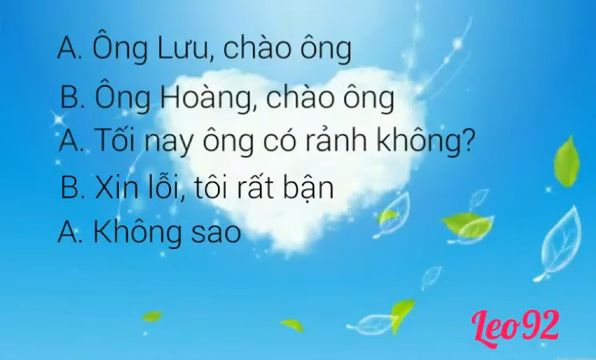 A. Ông Lưu, chào ông
B. Ông Hoàng, chào ông
A. Tối nay ông có rảnh không?
B. Xin lỗi, tôi rất bận
A. Không sao
Leo92